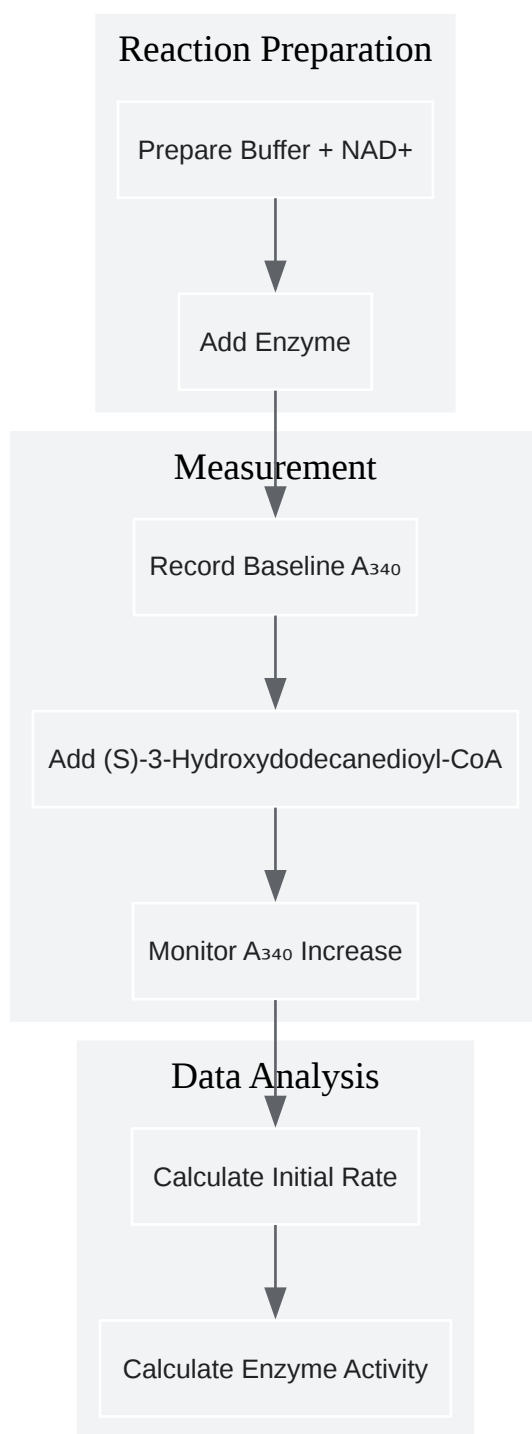 Reaction Preparation
Prepare Buffer + NAD+
Add Enzyme
Measurement
Record Baseline A₃₄₀
Add (S)-3-Hydroxydodecanedioyl-CoA
Monitor A₃₄₀ Increase
Data Analysis
Calculate Initial Rate
Calculate Enzyme Activity